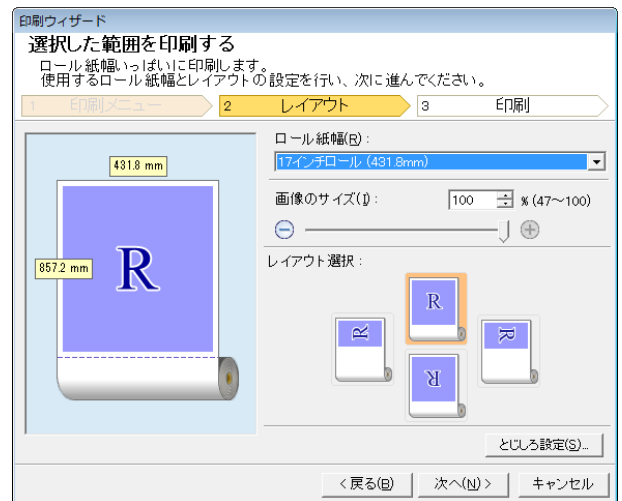 印刷ウィザード
選択した範囲を印刷する
ロール紙幅いっぱいに印刷します。
使用するロール紙幅とレイアウトの設定を行い、次に進んでください。
1 印刷メニュー 2 レイアウト 3 印刷
ロール紙幅(R):
17インチロール (431.8mm)
431.8 mm
画像のサイズ(I): 100 % (47～100)
857.2 mm
R
レイアウト選択:
R
R
R
R
とじしろ設定(S)...
<戻る(B) 次へ(N)> キャンセル